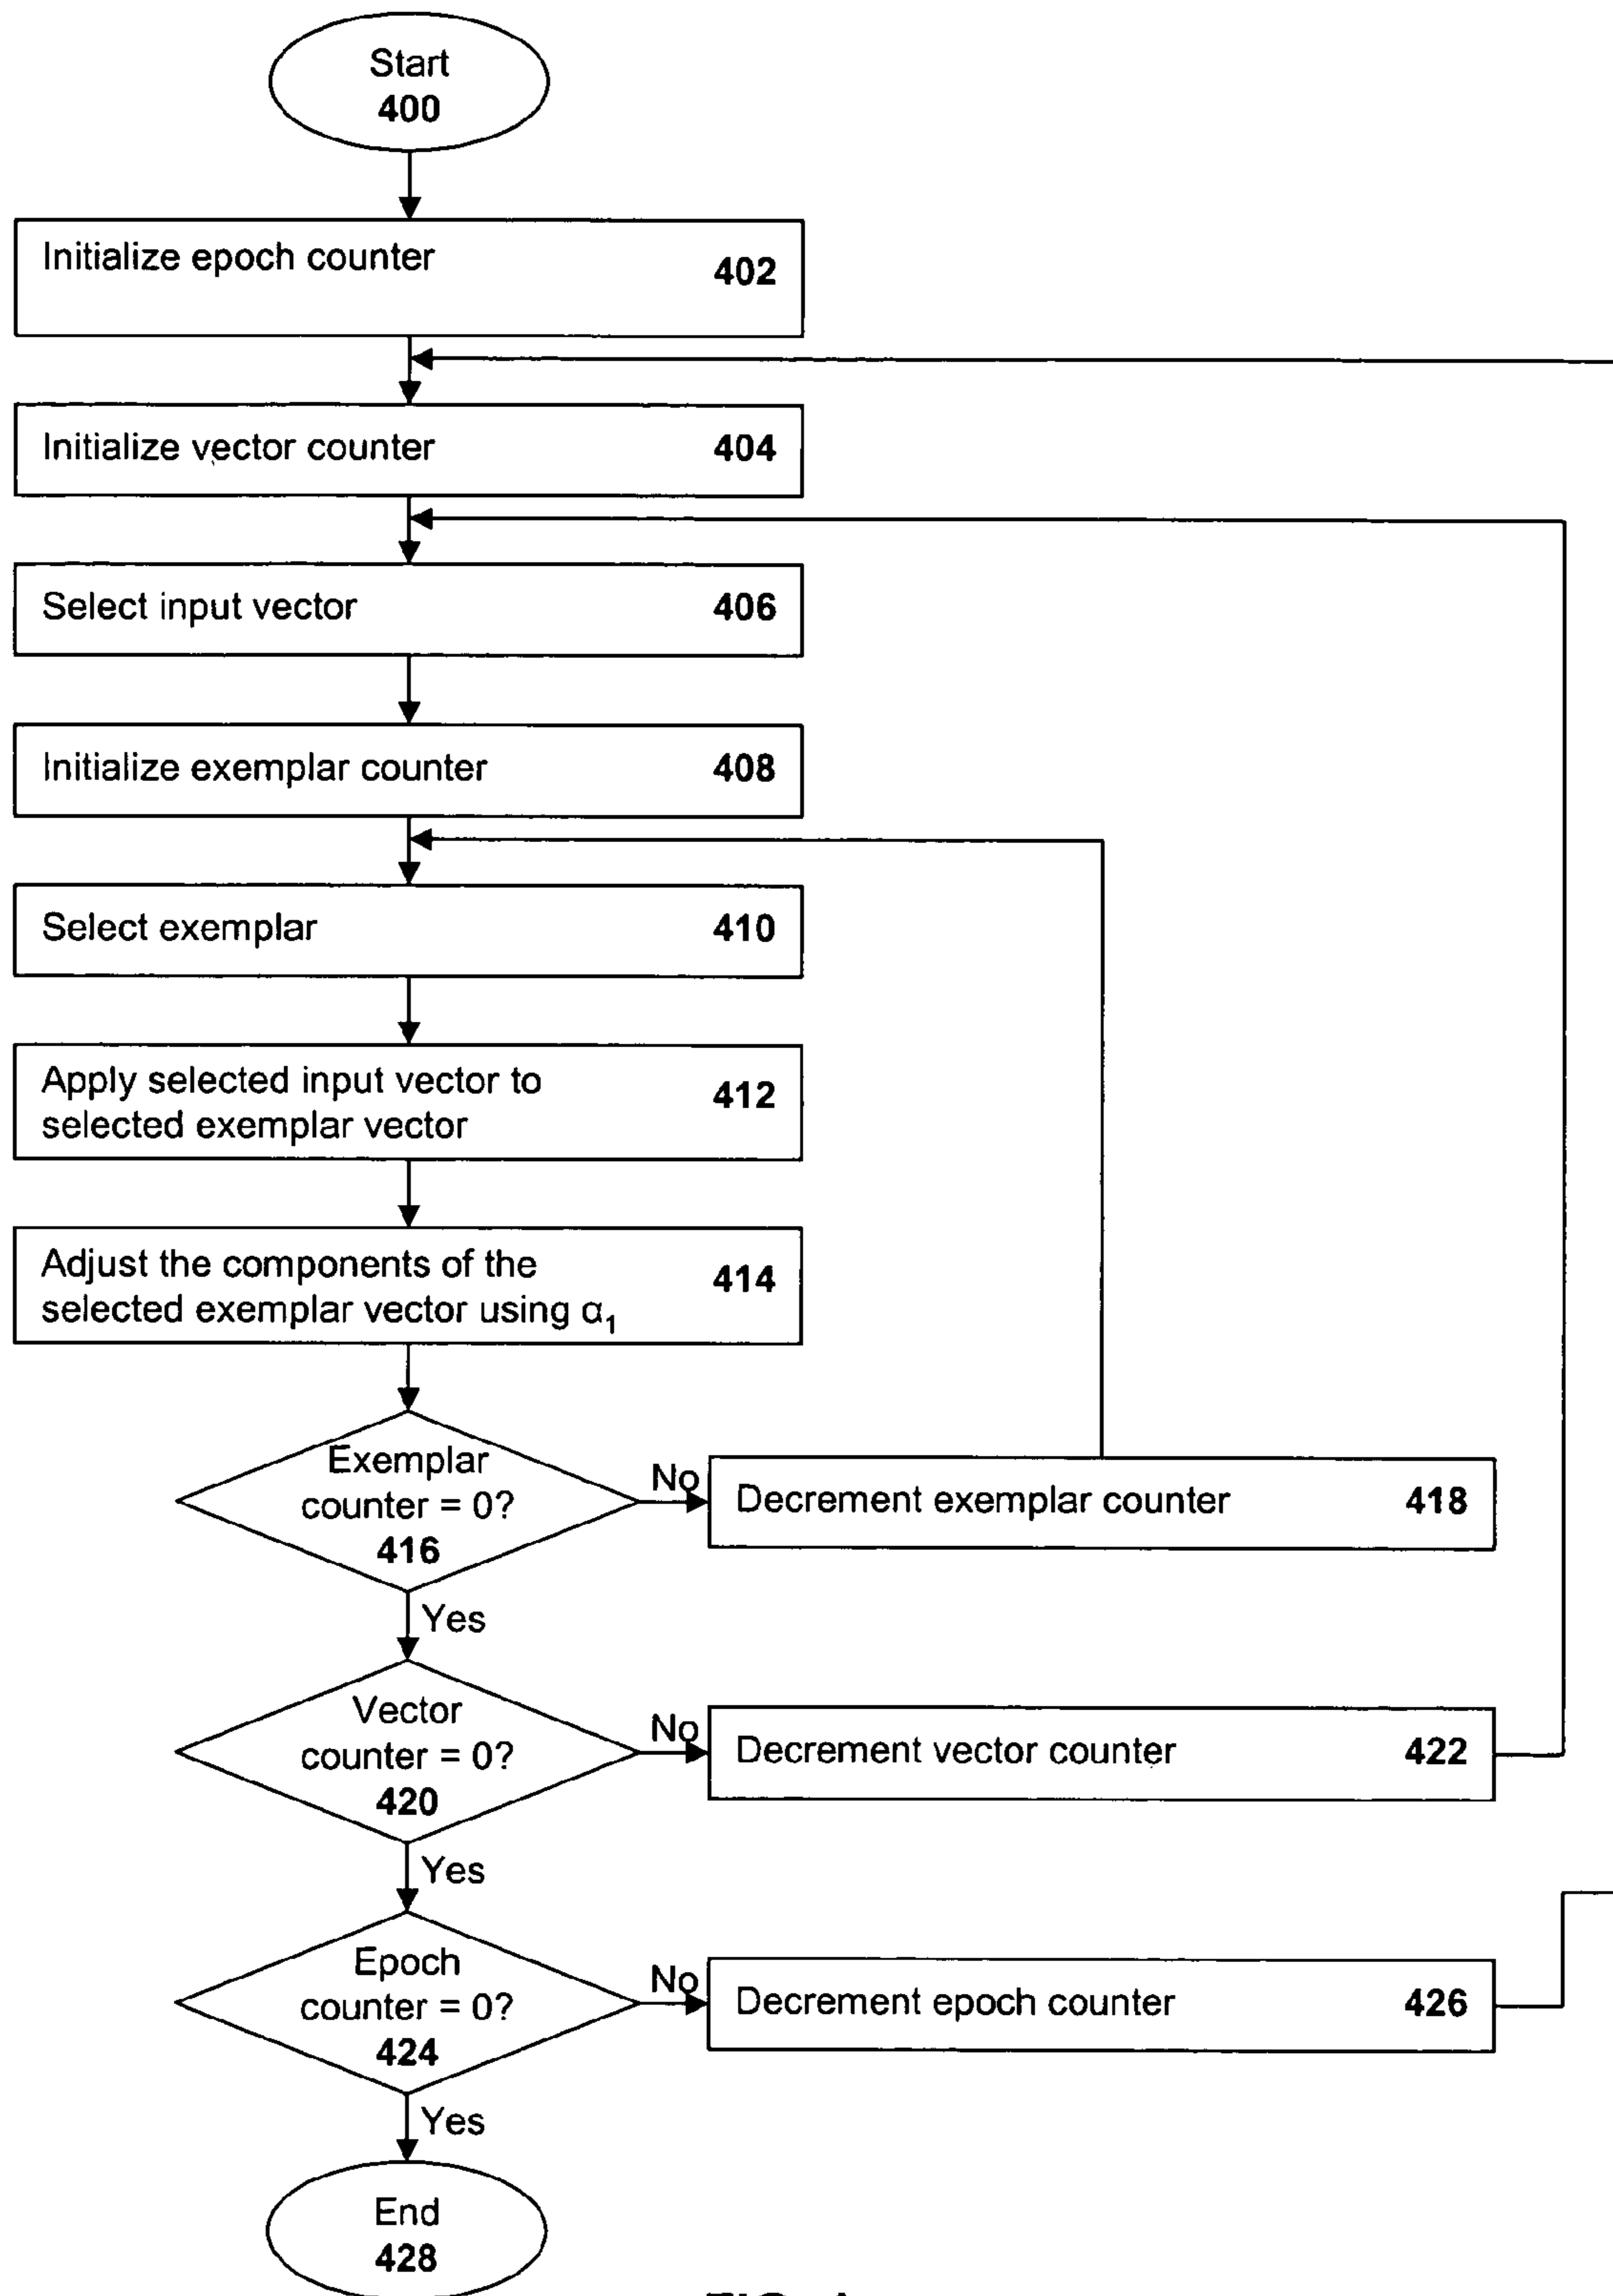 Start
400
Initialize epoch counter 402
Initialize vector counter 404
Select input vector 406
Initialize exemplar counter 408
Select exemplar 410
Apply selected input vector to 412
selected exemplar vector
Adjust the components of the 414
selected exemplar vector using α₁
Exemplar
counter = 0?
416
No
Decrement exemplar counter 418
Yes
Vector
counter = 0?
420
No
Decrement vector counter 422
Yes
Epoch
counter = 0?
424
No
Decrement epoch counter 426
Yes
End
428